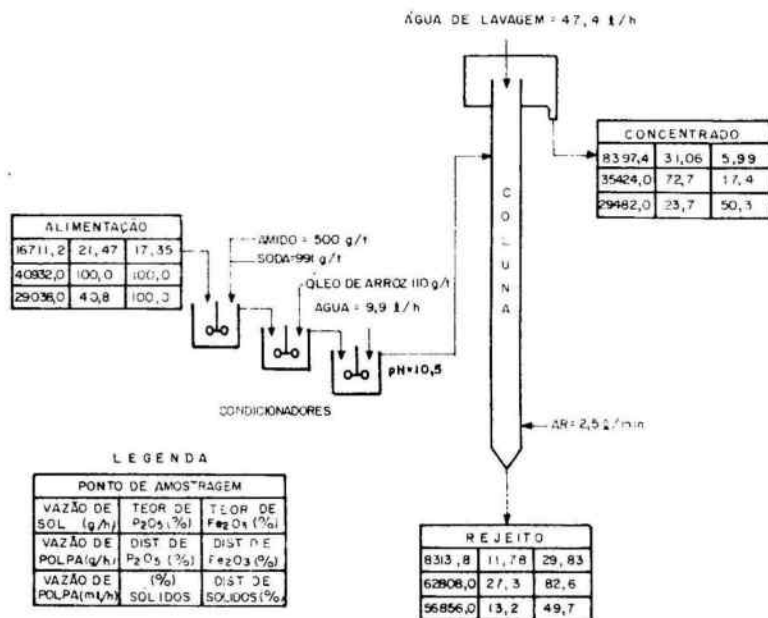 ÁGUA DE LAVAGEM = 47,4 ℓ/h
CONCENTRADO
8397,4 31,06 5,99
35424,0 72,7 17,4
29482,0 23,7 50,3
COLUNA
ALIMENTAÇÃO
16711,2 21,47 17,35
40932,0 100,0 100,0
29036,0 40,8 100,0
AMIDO = 500 g/t
SODA=991 g/t
ÓLEO DE ARROZ 110 g/t
AGUA = 9,9 ℓ/h
pH=10,5
CONDICIONADORES
AR= 2,5 ℓ/min
LEGENDA
PONTO DE AMOSTRAGEM
VAZÃO DE TEOR DE TEOR DE
SOL (g/h) P2O5 (%) Fe2O3 (%)
VAZÃO DE DIST DE DIST DE
POLPA(g/h) P2O5 (%) Fe2O3 (%)
VAZÃO DE (%) DIST DE
POLPA(mℓ/h) SOLIDOS SOLIDOS(%)
REJEITO
8313,8 11,78 29,83
62808,0 27,3 82,6
56856,0 13,2 49,7